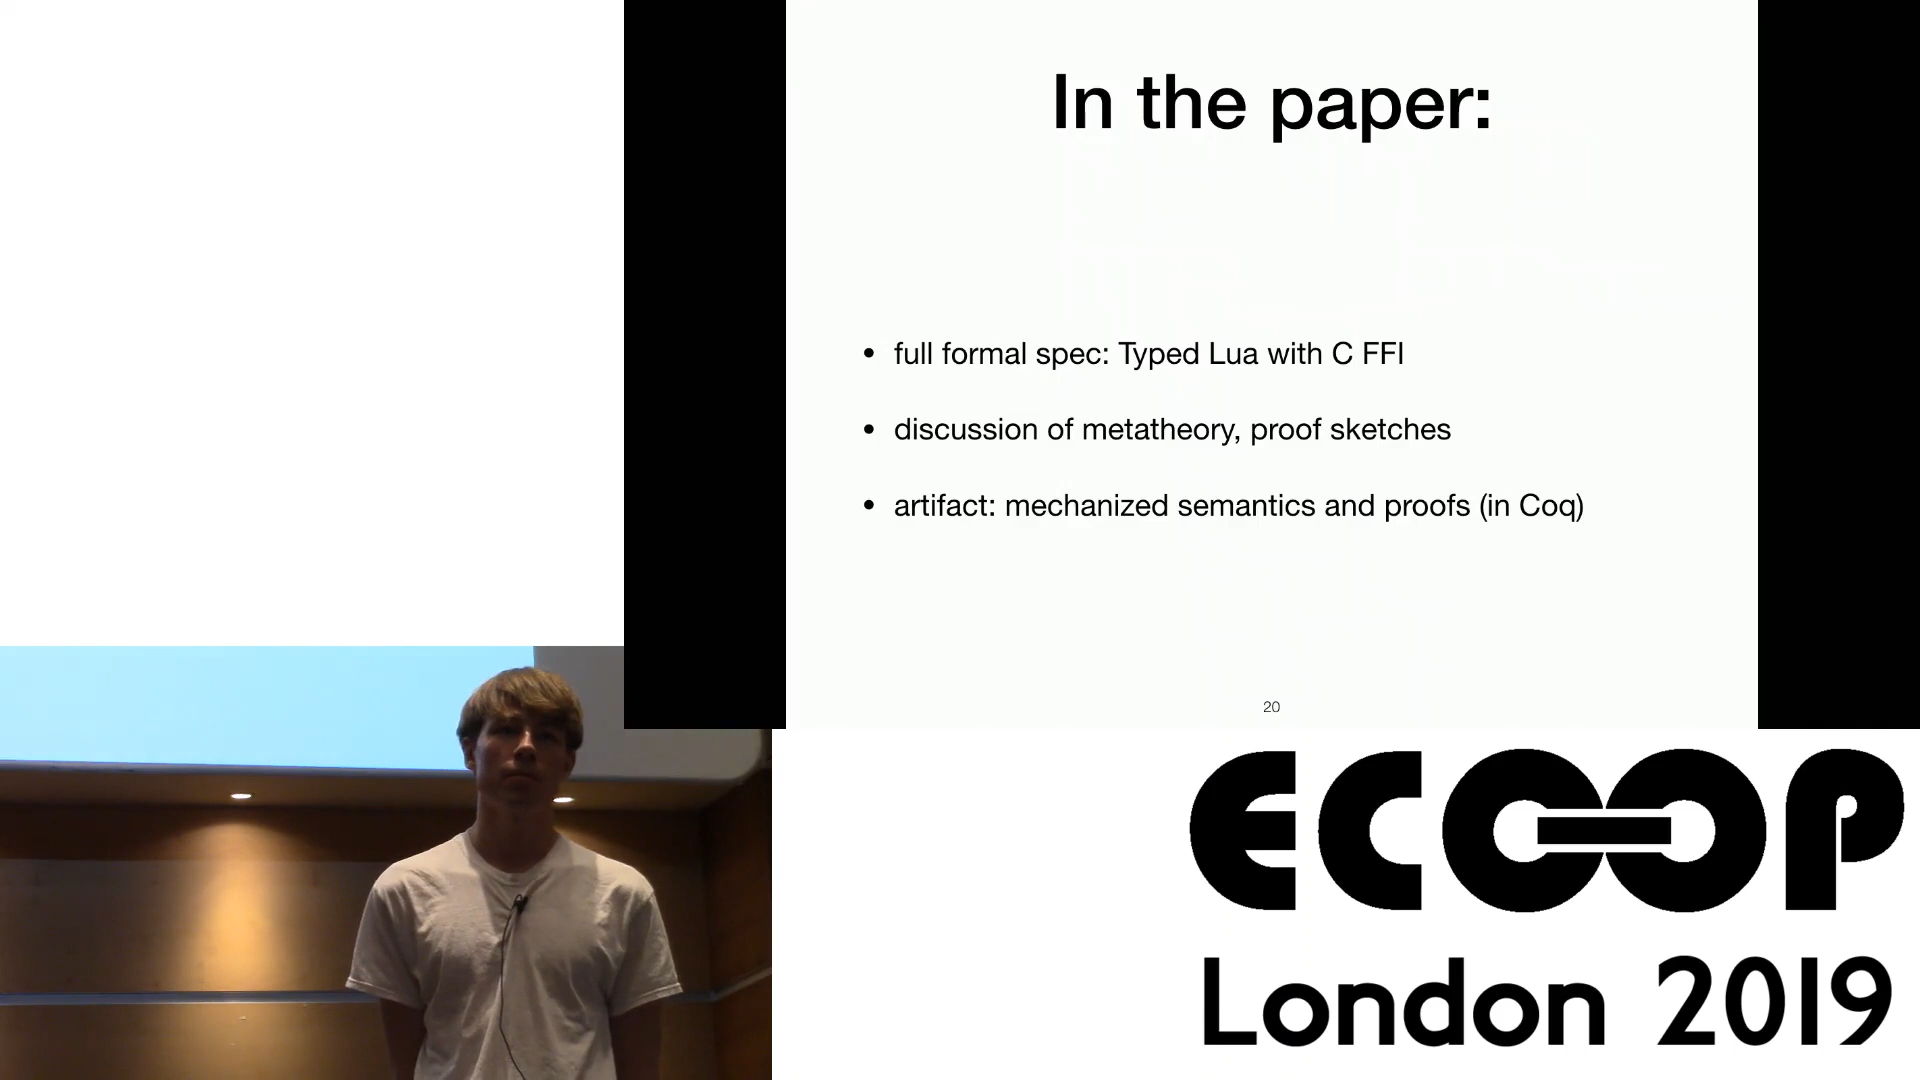 In the paper:
• full formal spec: Typed Lua with C FFI
• discussion of metatheory, proof sketches
• artifact: mechanized semantics and proofs (in Coq)
20
ECOOP
London 2019